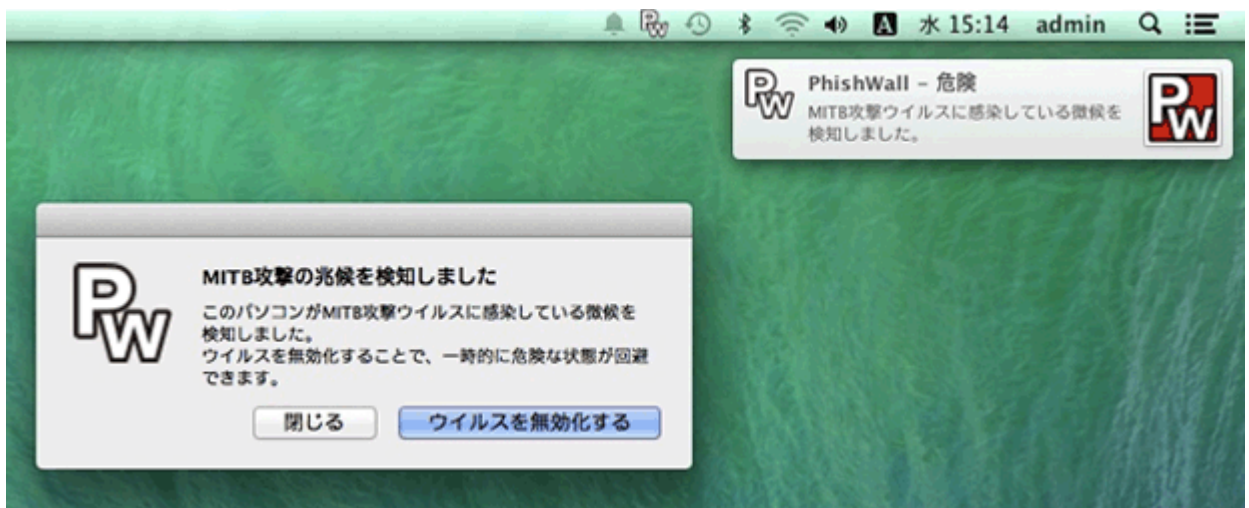 PW A 水 15:14 admin
PW PhishWall – 危険 PW
MITB攻撃ウイルスに感染している徴候を
検知しました。
PW MITB攻撃の兆候を検知しました
このパソコンがMITB攻撃ウイルスに感染している徴候を
検知しました。
ウイルスを無効化することで、一時的に危険な状態が回避
できます。
閉じる ウイルスを無効化する